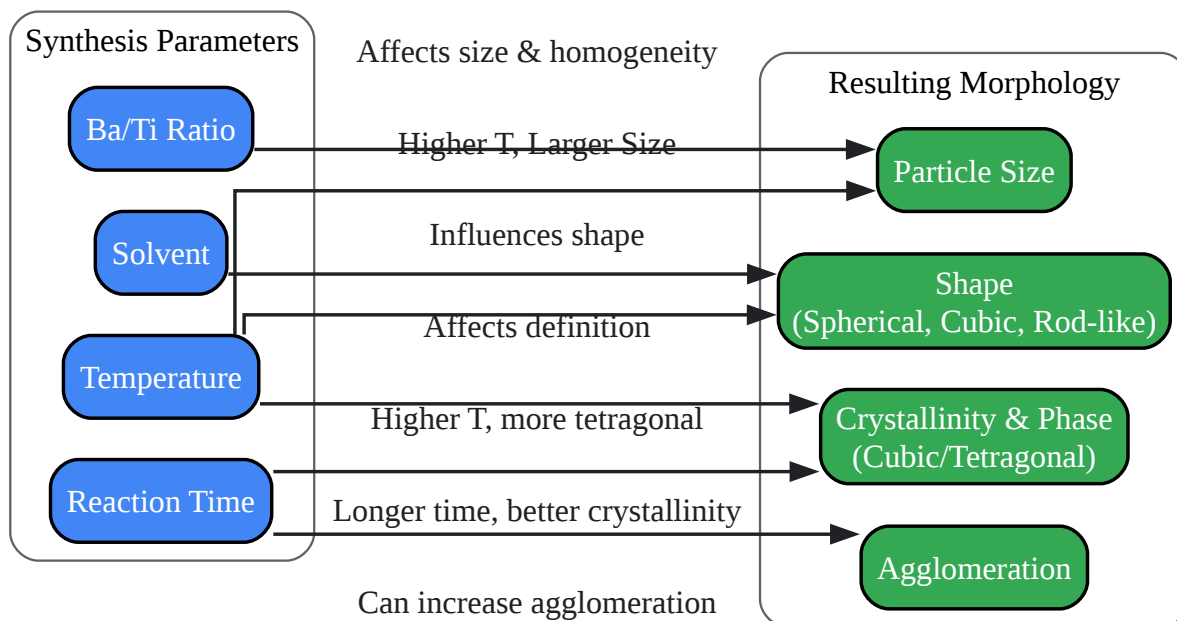 Synthesis Parameters
Ba/Ti Ratio
Solvent
Temperature
Reaction Time
Affects size & homogeneity
Higher T, Larger Size
Influences shape
Affects definition
Higher T, more tetragonal
Longer time, better crystallinity
Can increase agglomeration
Resulting Morphology
Particle Size
Shape
(Spherical, Cubic, Rod-like)
Crystallinity & Phase
(Cubic/Tetragonal)
Agglomeration